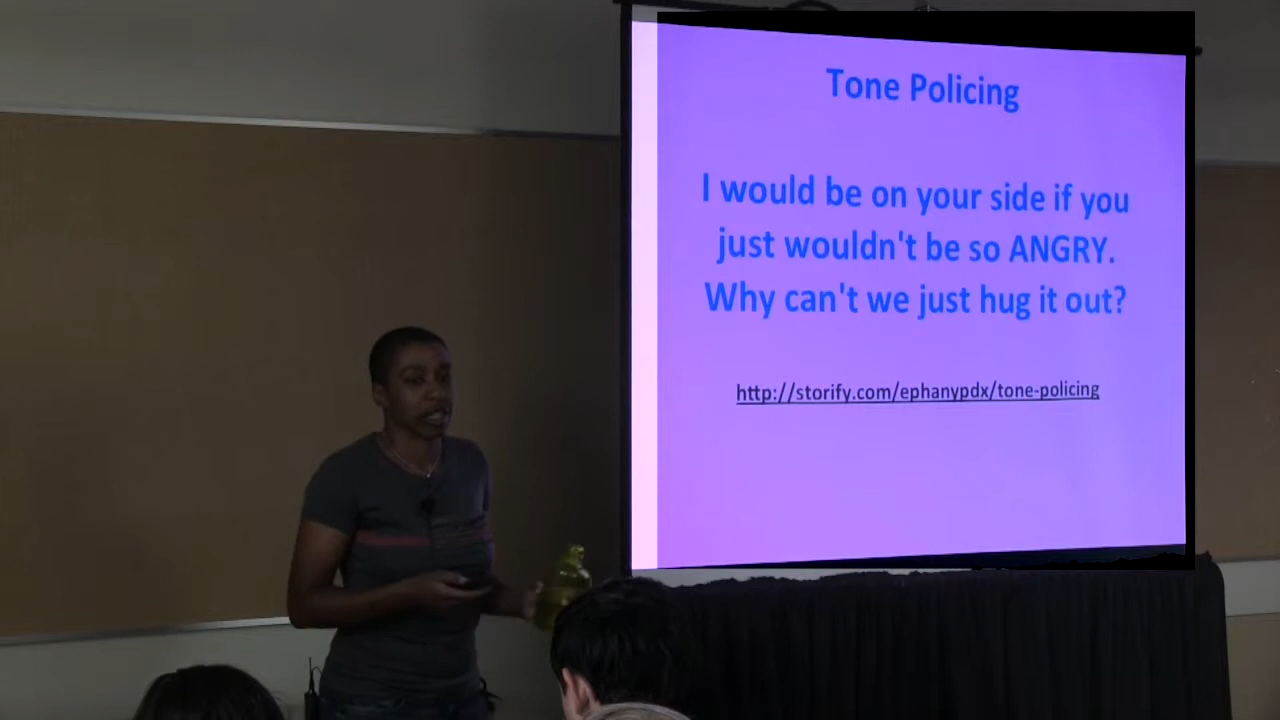 Tone Policing
I would be on your side if you
just wouldn't be so ANGRY.
Why can't we just hug it out?
http://storify.com/ephanypdx/tone-policing